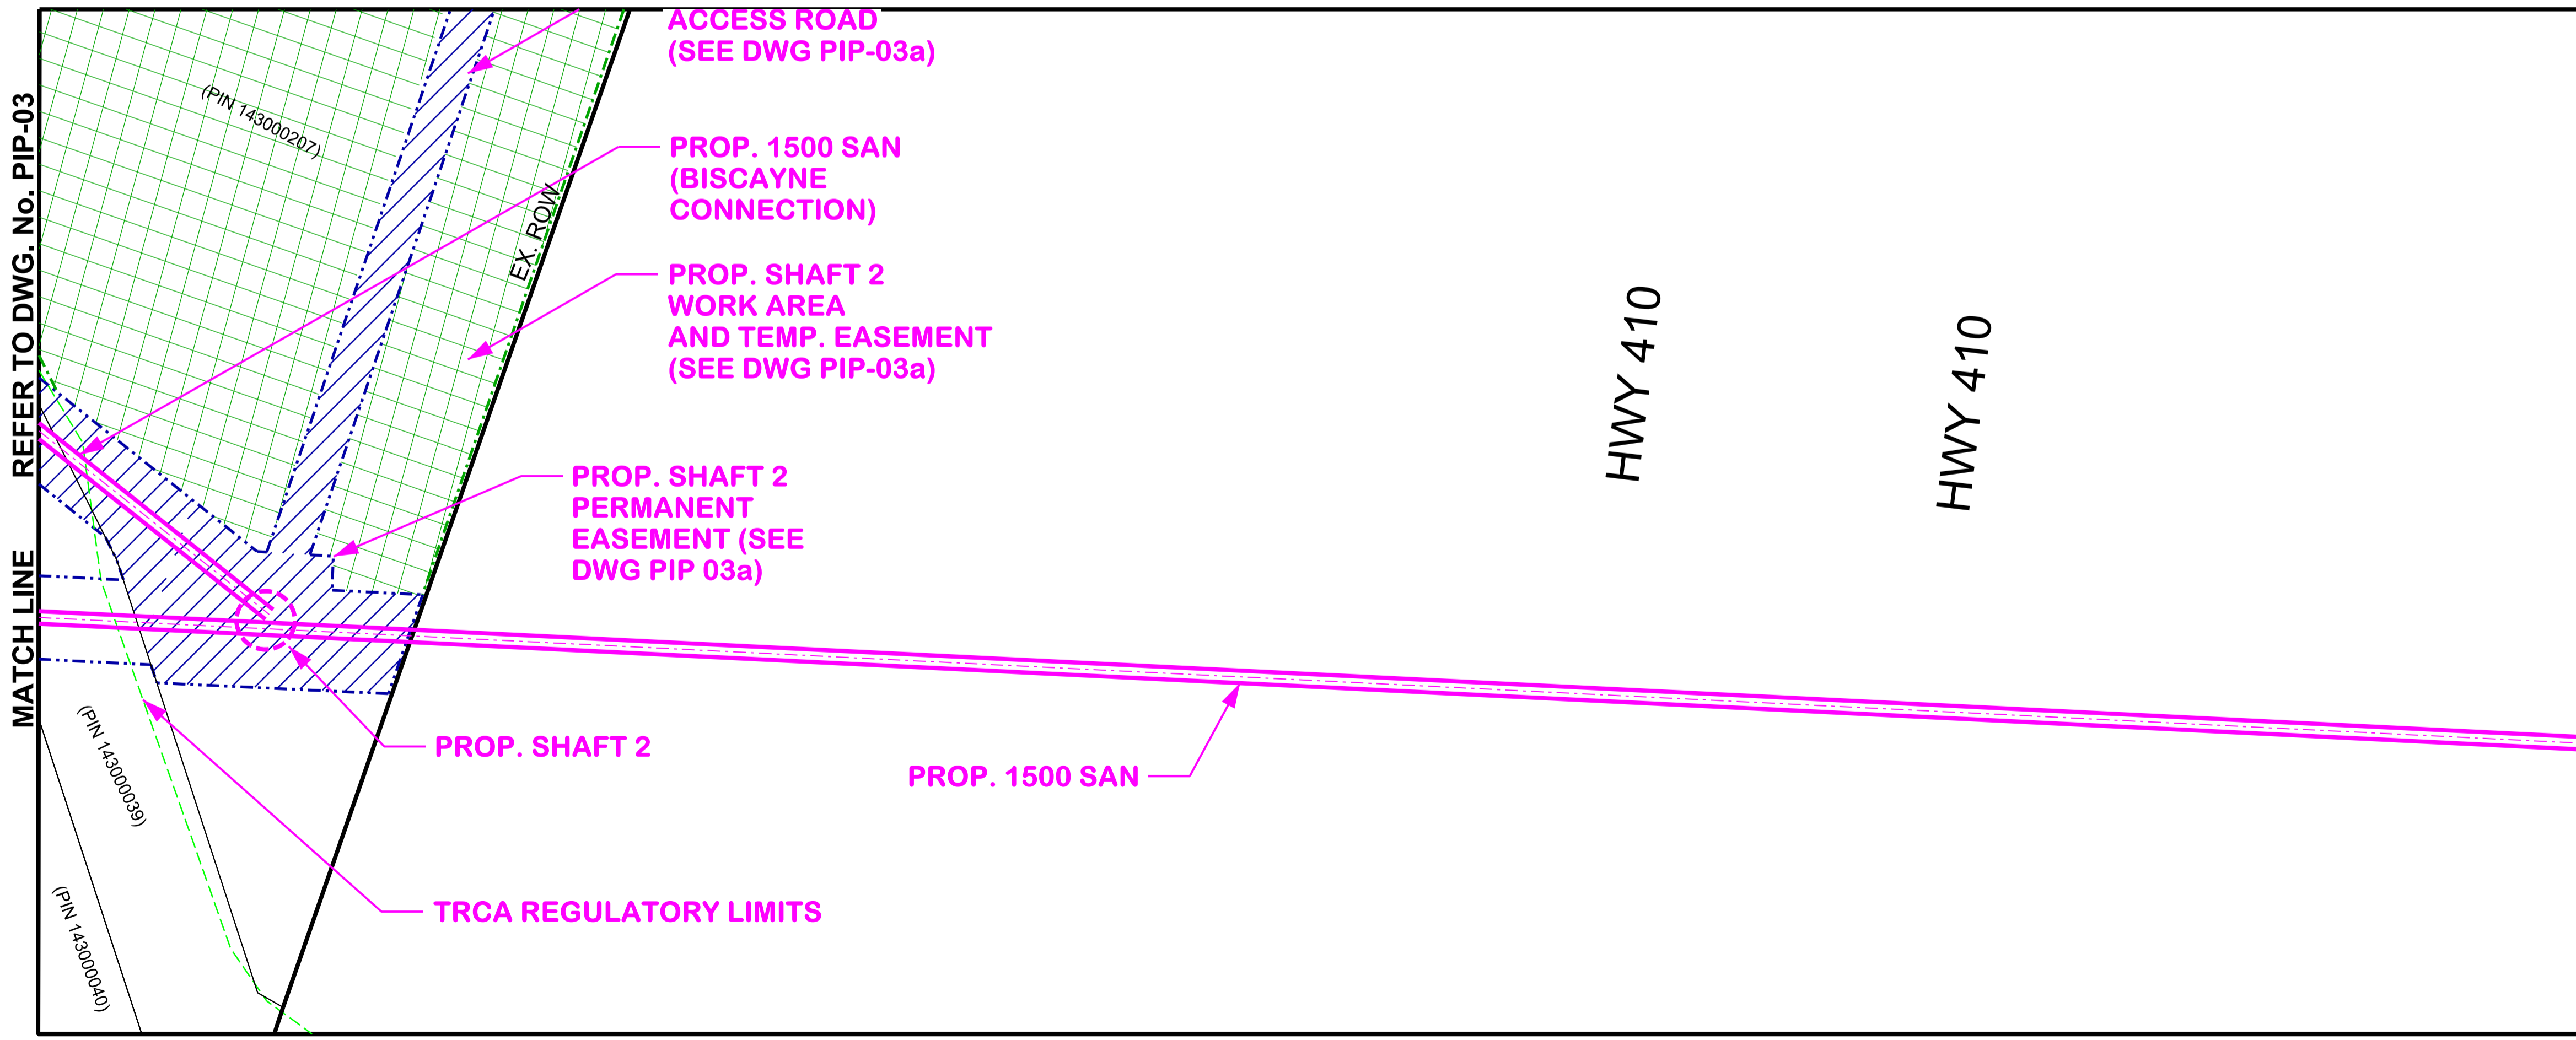 MATCH LINE REFER TO DWG. No. PIP-03
ACCESS ROAD
(SEE DWG PIP-03a)
(PIN 143000207)
PROP. 1500 SAN
(BISCAYNE
CONNECTION)
EX. ROW
PROP. SHAFT 2
WORK AREA
AND TEMP. EASEMENT
(SEE DWG PIP-03a)
HWY 410
HWY 410
PROP. SHAFT 2
PERMANENT
EASEMENT (SEE
DWG PIP 03a)
PROP. SHAFT 2
PROP. 1500 SAN
(PIN 143000039)
TRCA REGULATORY LIMITS
(PIN 143000040)